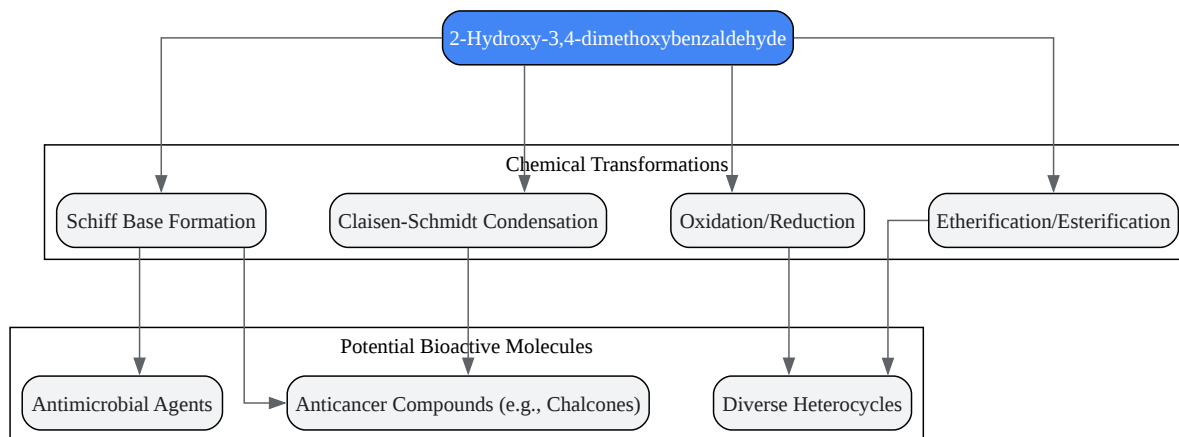 2-Hydroxy-3,4-dimethoxybenzaldehyde
Chemical Transformations
Schiff Base Formation
Claisen-Schmidt Condensation
Oxidation/Reduction
Etherification/Esterification
Potential Bioactive Molecules
Antimicrobial Agents
Anticancer Compounds (e.g., Chalcones)
Diverse Heterocycles